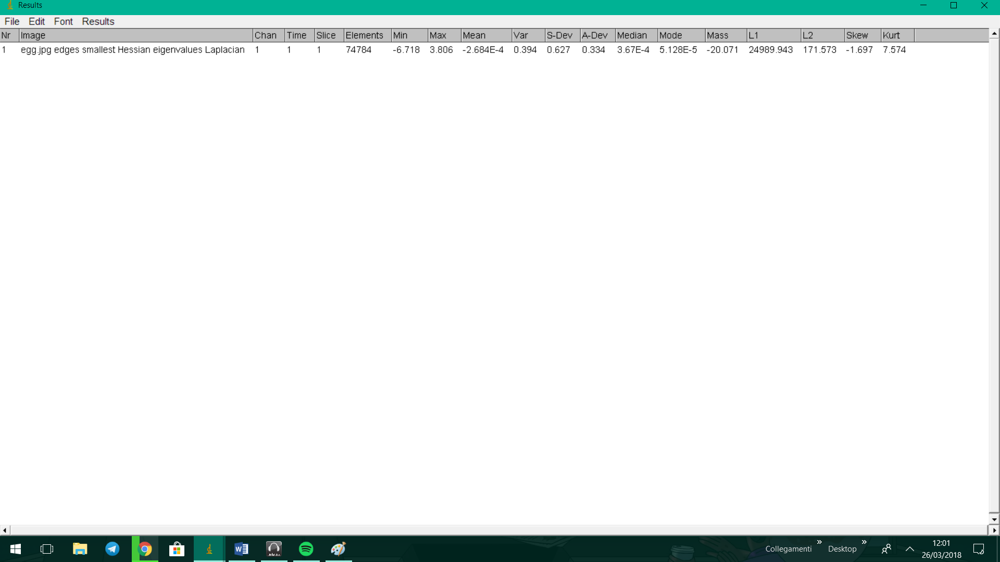 Results
File Edit Font Results
Nr Image Chan Time Slice Elements Min Max Mean Var S-Dev A-Dev Median Mode Mass L1 L2 Skew Kurt
1 egg.jpg edges smallest Hessian eigenvalues Laplacian 1 1 1 74784 -6.718 3.806 -2.684E-4 0.394 0.627 0.334 3.67E-4 5.128E-5 -20.071 24989.943 171.573 -1.697 7.574
Collegamenti » Desktop » 12:01
26/03/2018